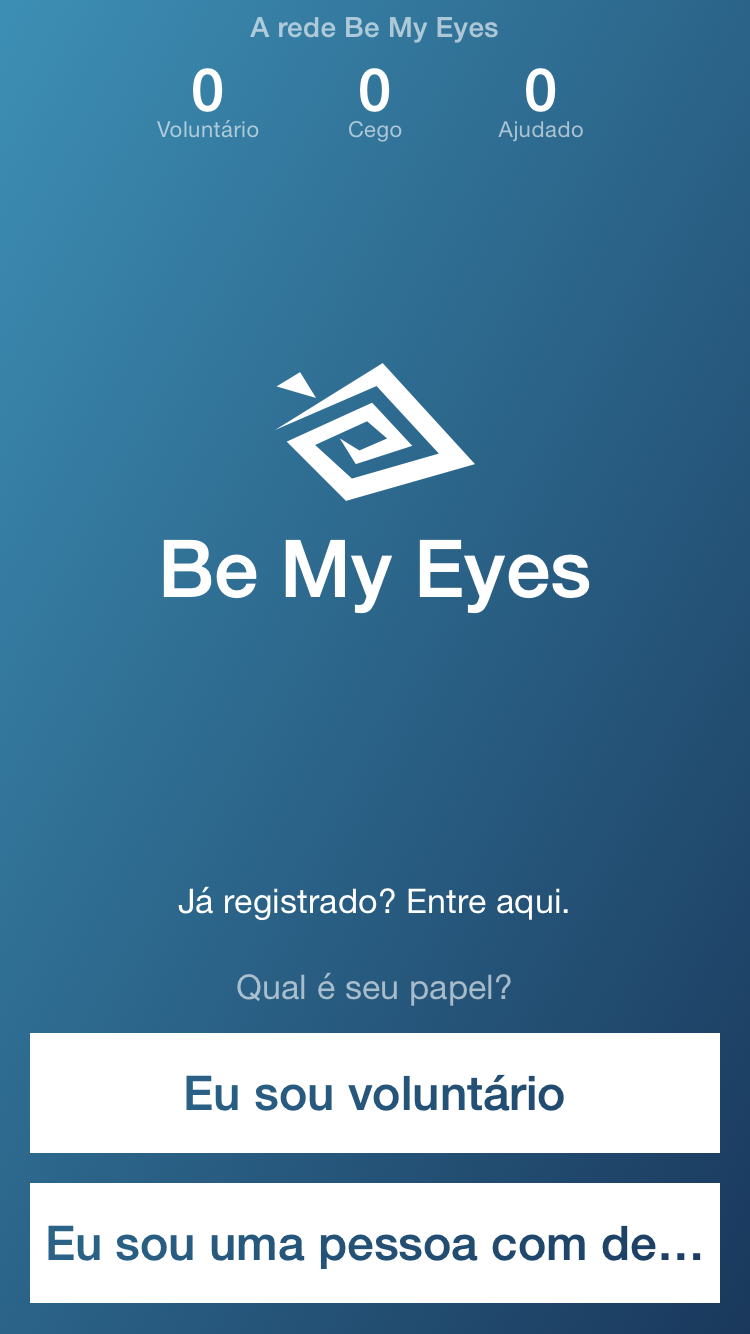 A rede Be My Eyes
0 0 0
Voluntário Cego Ajudado
Be My Eyes
Já registrado? Entre aqui.
Qual é seu papel?
Eu sou voluntário
Eu sou uma pessoa com de...